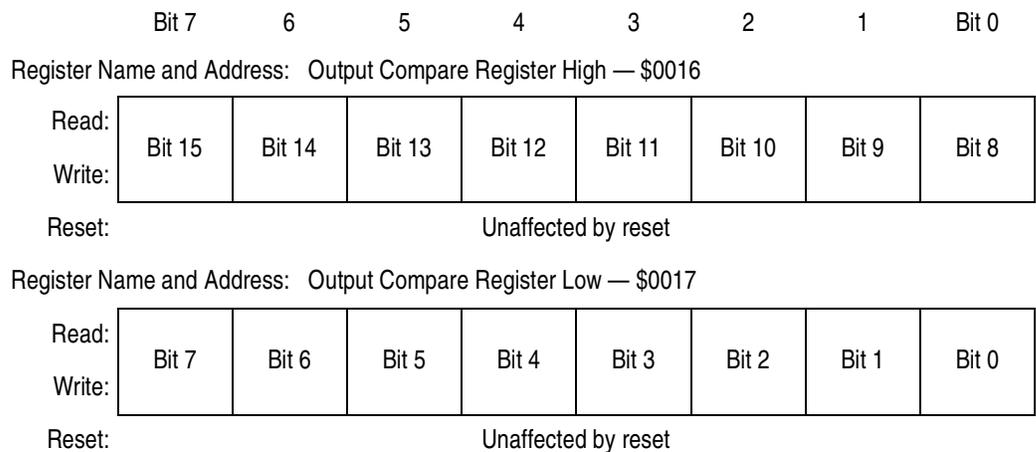 Bit 7 6 5 4 3 2 1 Bit 0
Register Name and Address: Output Compare Register High — $0016
Read:
Bit 15 Bit 14 Bit 13 Bit 12 Bit 11 Bit 10 Bit 9 Bit 8
Write:
Reset: Unaffected by reset
Register Name and Address: Output Compare Register Low — $0017
Read:
Bit 7 Bit 6 Bit 5 Bit 4 Bit 3 Bit 2 Bit 1 Bit 0
Write:
Reset: Unaffected by reset